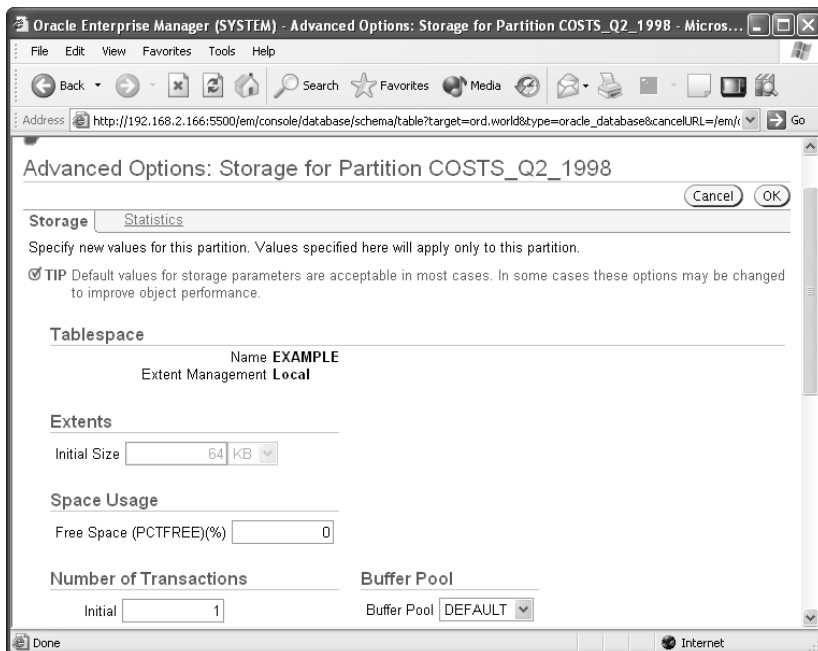 Oracle Enterprise Manager (SYSTEM) - Advanced Options: Storage for Partition COSTS_Q2_1998 - Micros...
File Edit View Favorites Tools Help
Back Search Favorites Media
Address http://192.168.2.166:5500/em/console/database/schema/table?target=ord.world&type=oracle_database&cancelURL=/em/c Go
Advanced Options: Storage for Partition COSTS_Q2_1998
Cancel OK
Storage Statistics
Specify new values for this partition. Values specified here will apply only to this partition.
TIP Default values for storage parameters are acceptable in most cases. In some cases these options may be changed
to improve object performance.
Tablespace
Name EXAMPLE
Extent Management Local
Extents
Initial Size 64 KB
Space Usage
Free Space (PCTFREE)(%) 0
Number of Transactions Buffer Pool
Initial 1 Buffer Pool DEFAULT
Done Internet